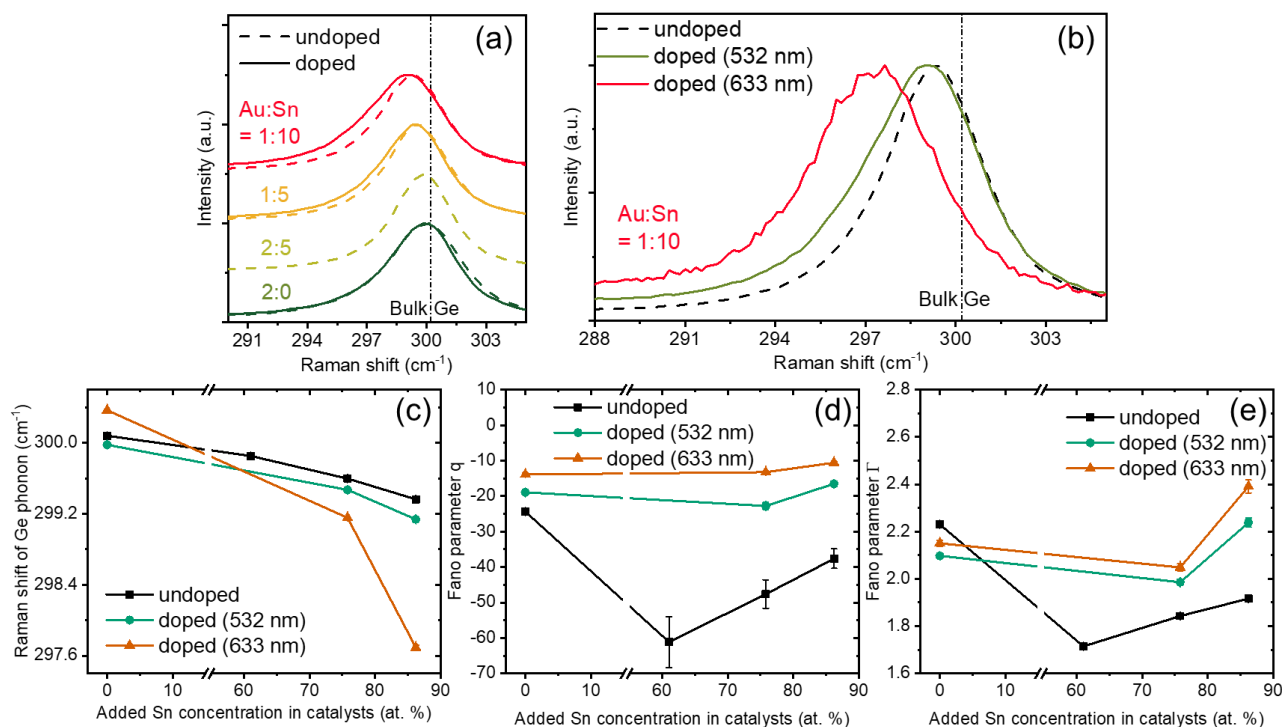 (a)
undoped
doped
Au:Sn
= 1:10
1:5
2:5
2:0
Bulk Ge
Intensity (a.u.)
291 294 297 300 303
Raman shift (cm⁻¹)
(b)
undoped
doped (532 nm)
doped (633 nm)
Au:Sn
= 1:10
Bulk Ge
Intensity (a.u.)
288 291 294 297 300 303
Raman shift (cm⁻¹)
(c)
Raman shift of Ge phonon (cm⁻¹)
300.0
299.2
298.4
297.6
undoped
doped (532 nm)
doped (633 nm)
0 10 60 70 80 90
Added Sn concentration in catalysts (at. %)
(d)
undoped
doped (532 nm)
doped (633 nm)
Fano parameter q
10
0
-10
-20
-30
-40
-50
-60
-70
0 10 60 70 80 90
Added Sn concentration in catalysts (at. %)
(e)
undoped
doped (532 nm)
doped (633 nm)
Fano parameter Γ
2.8
2.6
2.4
2.2
2.0
1.8
1.6
0 10 60 70 80 90
Added Sn concentration in catalysts (at. %)